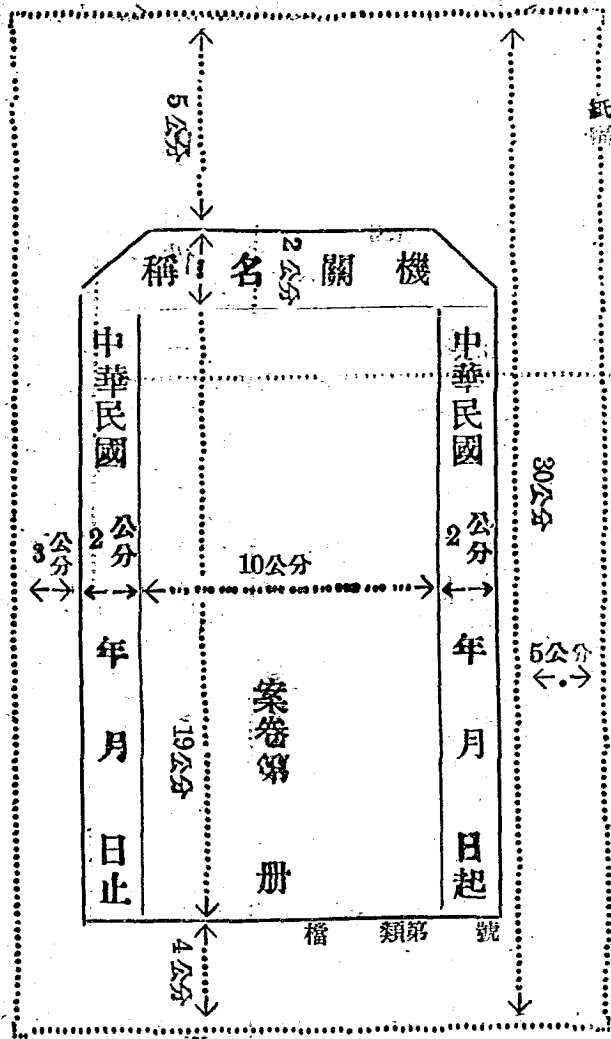 5公分
2公分
機關名稱
中華民國 2公分 年 月 日起
案卷第 册
中華民國 2公分 年 月 日止
10公分
19公分
30公分
5公分
3公分
4公分
檔 類第 號